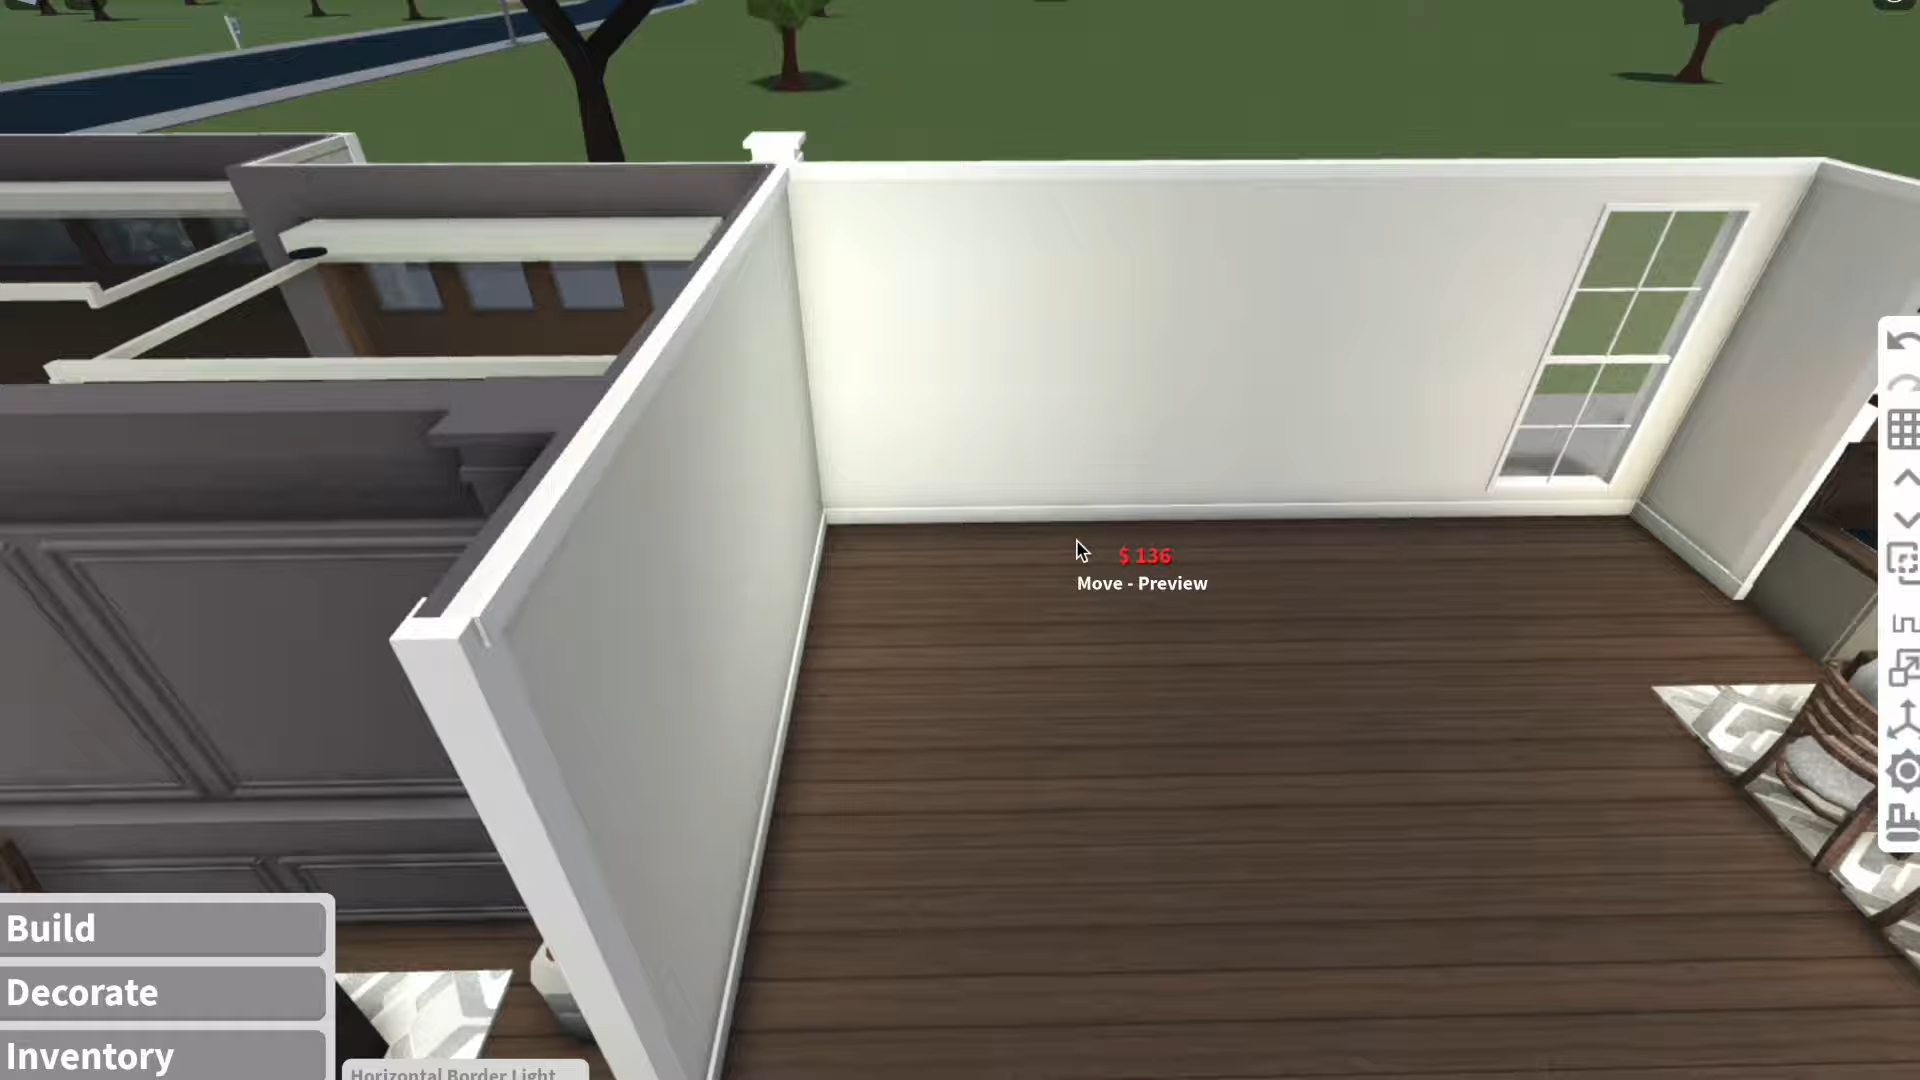 $ 136
Move - Preview
Build
Decorate
Inventory
Horizontal Border Light